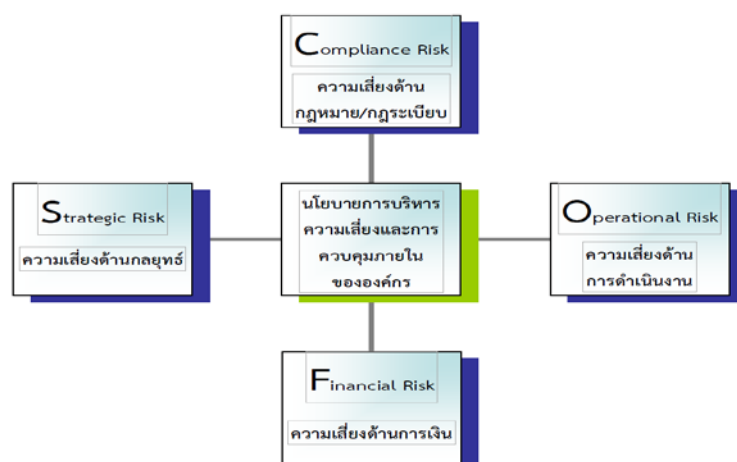 Compliance Risk
ความเสี่ยงด้าน
กฎหมาย/กฎระเบียบ
Strategic Risk
ความเสี่ยงด้านกลยุทธ์
นโยบายการบริหาร
ความเสี่ยงและการ
ควบคุมภายใน
ขององค์กร
Operational Risk
ความเสี่ยงด้าน
การดำเนินงาน
Financial Risk
ความเสี่ยงด้านการเงิน